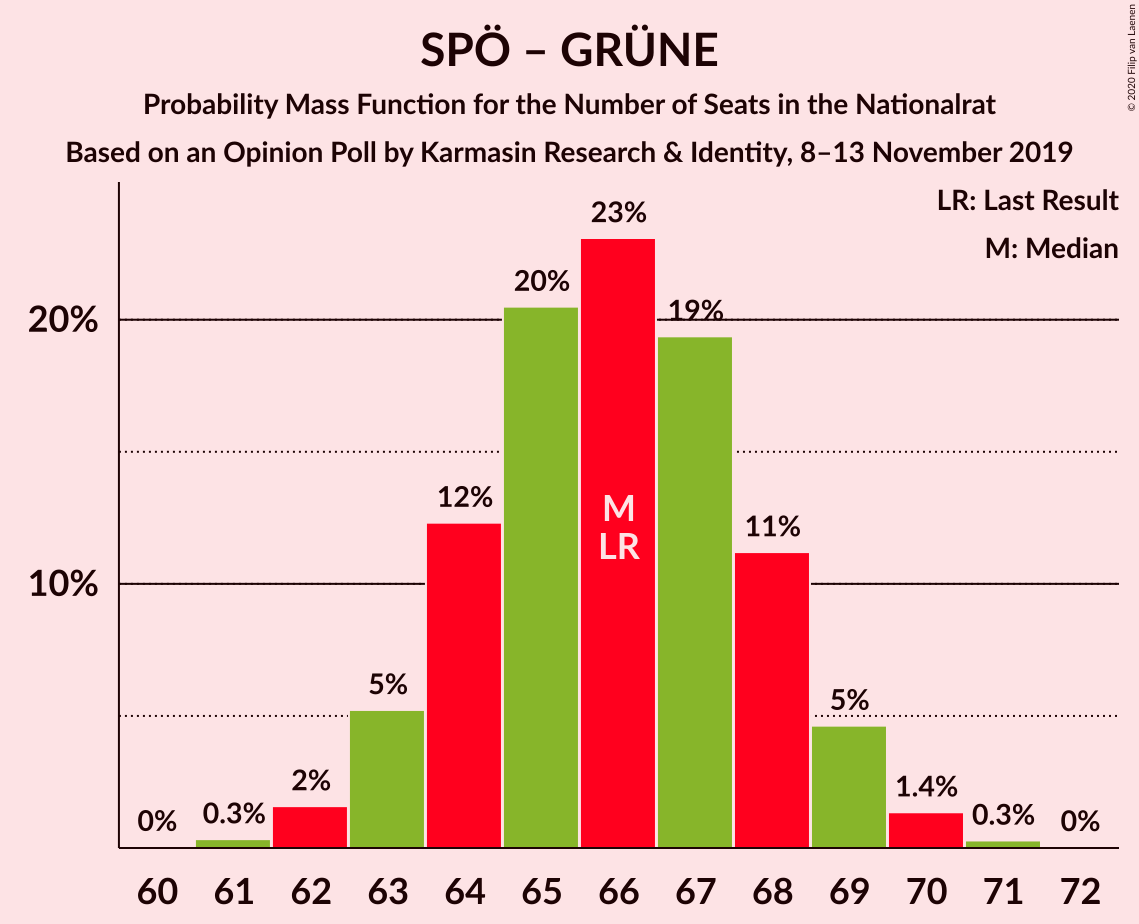 SPÖ – GRÜNE
Probability Mass Function for the Number of Seats in the Nationalrat
Based on an Opinion Poll by Karmasin Research & Identity, 8–13 November 2019
© 2020 Filip van Laenen
LR: Last Result
M: Median
20%
10%
0%
0.3%
2%
5%
12%
20%
23%
19%
11%
5%
1.4%
0.3%
0%
M
LR
60 61 62 63 64 65 66 67 68 69 70 71 72